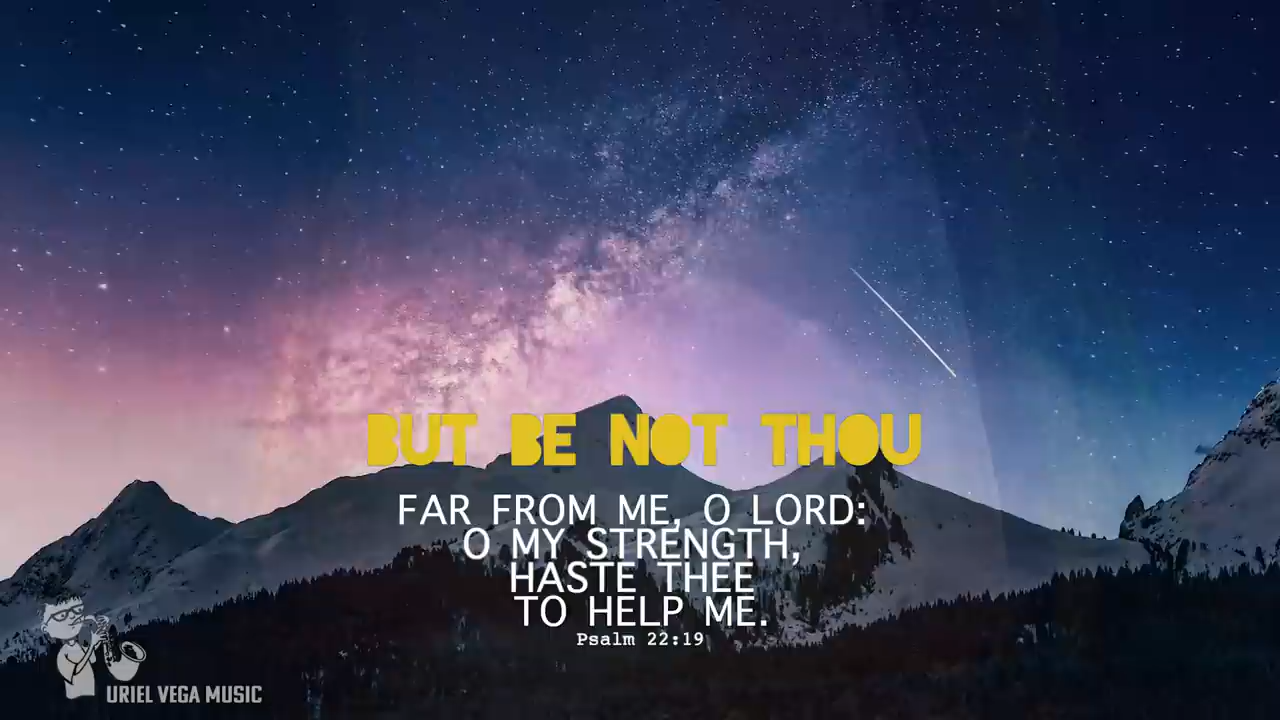 BUT BE NOT THOU
FAR FROM ME, O LORD:
O MY STRENGTH,
HASTE THEE
TO HELP ME.
Psalm 22:19
URIEL VEGA MUSIC